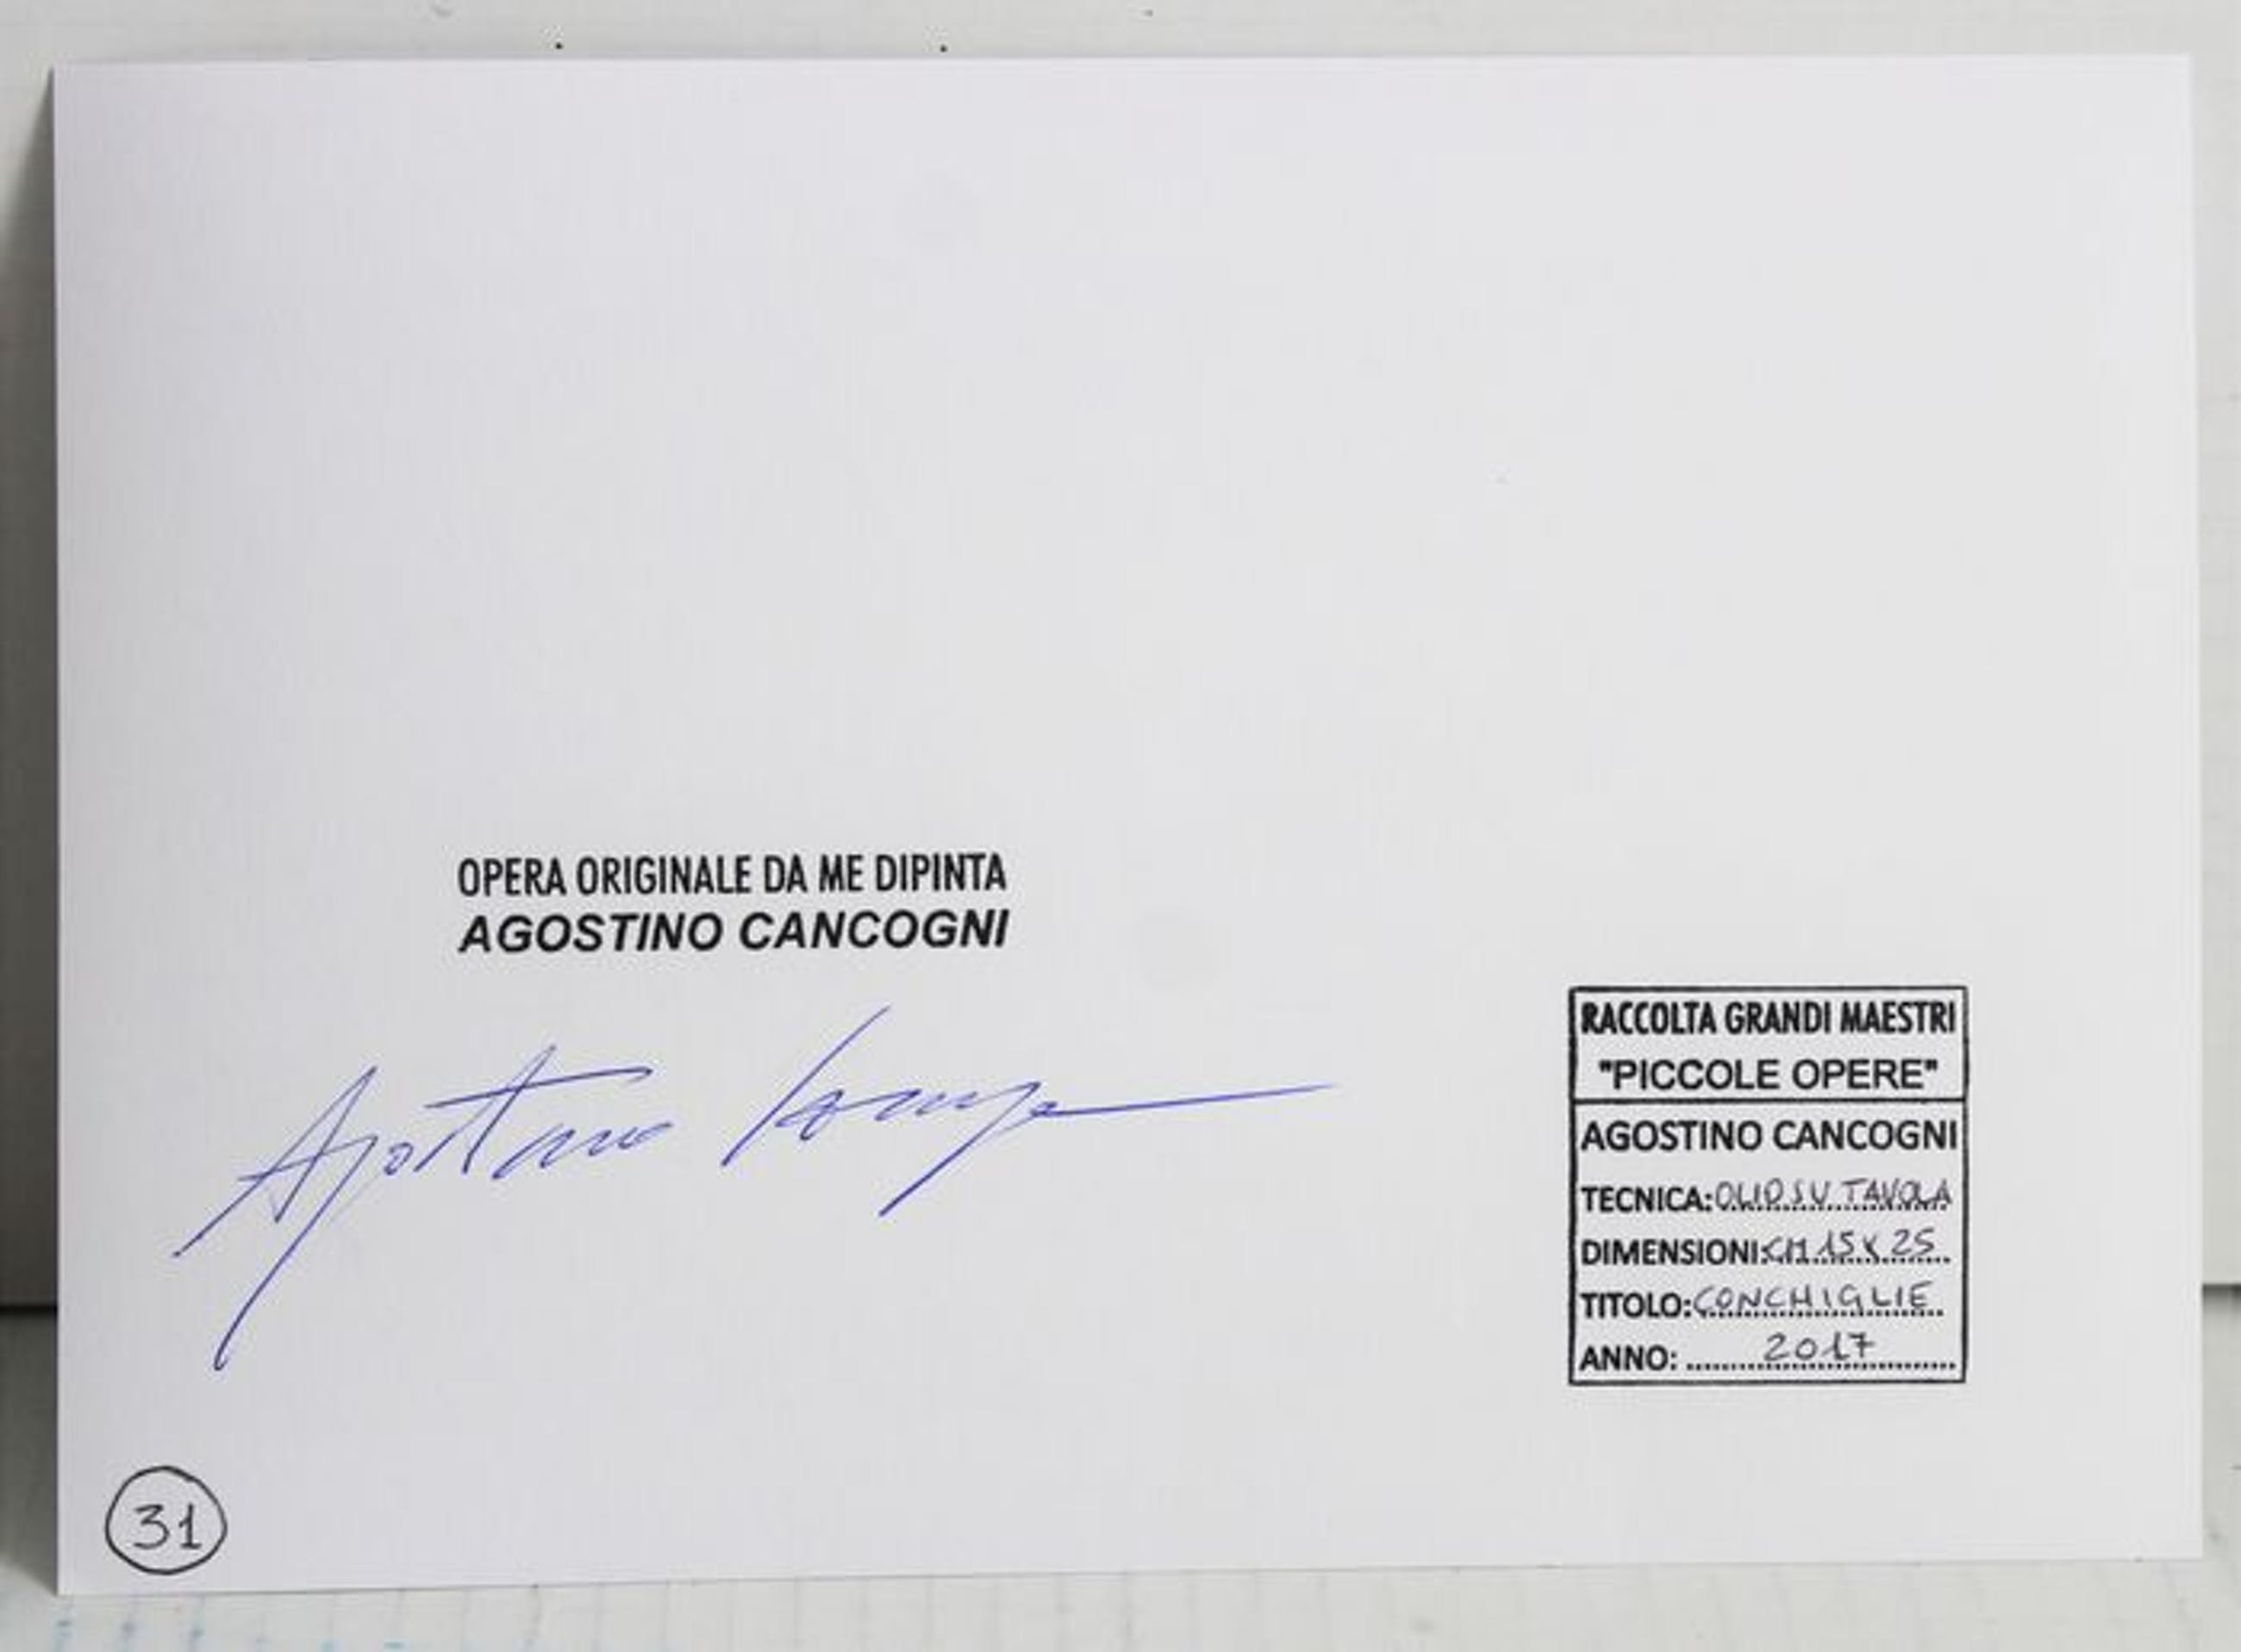 OPERA ORIGINALE DA ME DIPINTA
AGOSTINO CANCOGNI
Agostino
RACCOLTA GRANDI MAESTRI
"PICCOLE OPERE"
AGOSTINO CANCOGNI
TECNICA: OLIO SU TAVOLA
DIMENSIONI: CM 15 X 25
TITOLO: CONCHIGLIE
ANNO: 2017
31